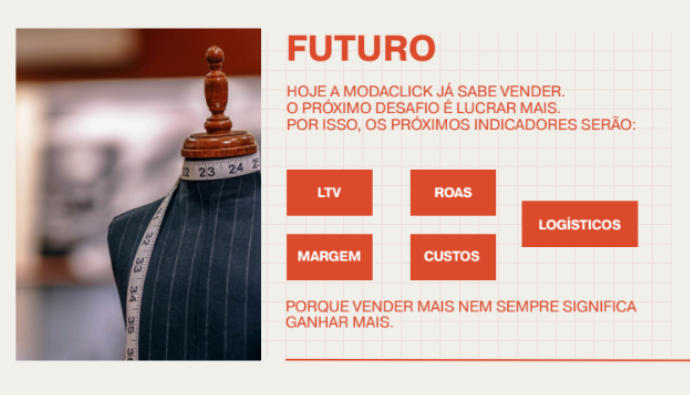 FUTURO
HOJE A MODACLICK JÁ SABE VENDER.
O PRÓXIMO DESAFIO É LUCRAR MAIS.
POR ISSO, OS PRÓXIMOS INDICADORES SERÃO:
LTV
ROAS
LOGÍSTICOS
MARGEM
CUSTOS
PORQUE VENDER MAIS NEM SEMPRE SIGNIFICA
GANHAR MAIS.
22 23 24
31
32
33
34
35